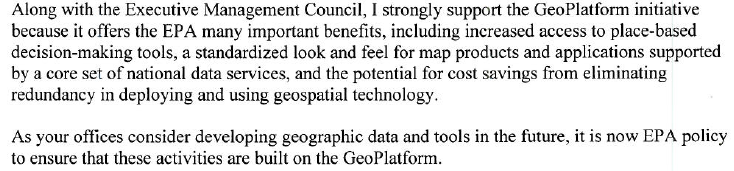 Along with the Executive Management Council, I strongly support the GeoPlatform initiative
because it offers the EPA many important benefits, including increased access to place-based
decision-making tools, a standardized look and feel for map products and applications supported
by a core set of national data services, and the potential for cost savings from eliminating
redundancy in deploying and using geospatial technology.
As your offices consider developing geographic data and tools in the future, it is now EPA policy
to ensure that these activities are built on the GeoPlatform.